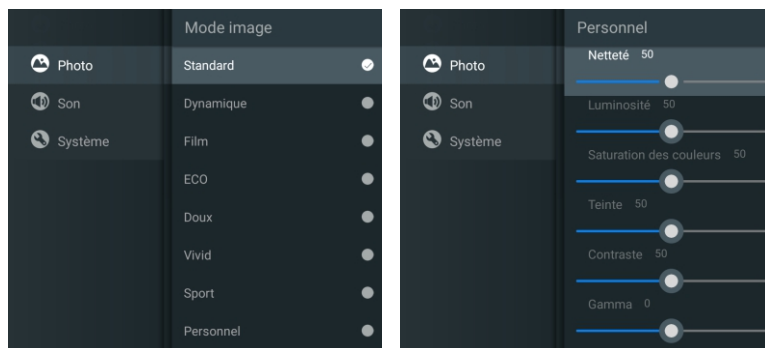 Mode image
Photo
Standard
Son
Dynamique
Système
Film
ECO
Doux
Vivid
Sport
Personnel
Personnel
Netteté 50
Photo
Son
Luminosité 50
Système
Saturation des couleurs 50
Teinte 50
Contraste 50
Gamma 0